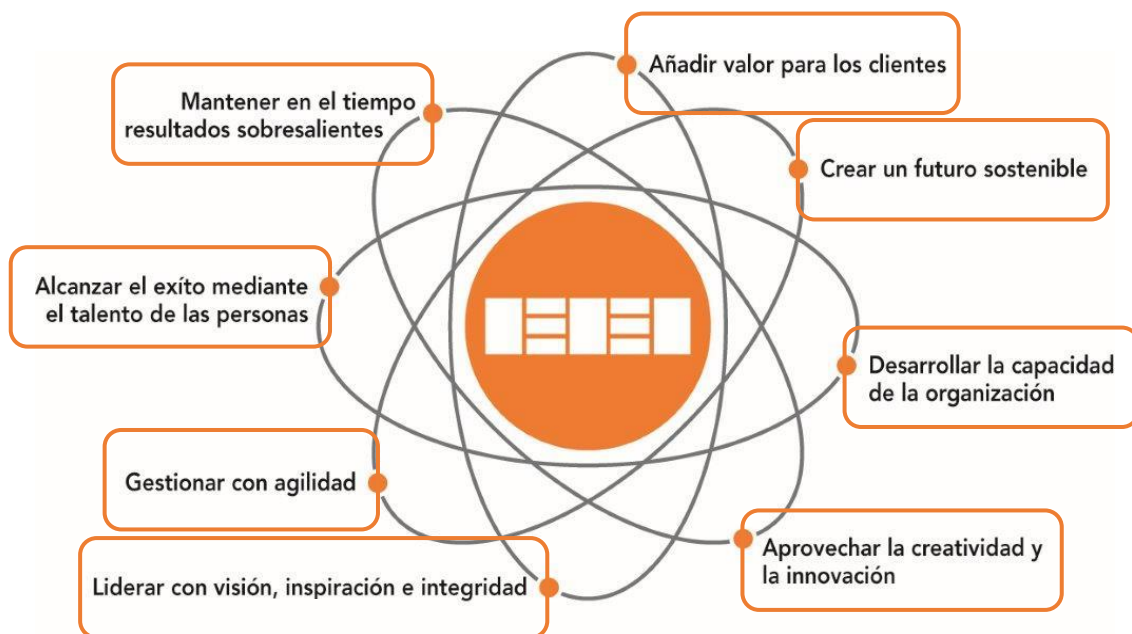 Añadir valor para los clientes
Mantener en el tiempo
resultados sobresalientes
Crear un futuro sostenible
Alcanzar el exíto mediante
el talento de las personas
Desarrollar la capacidad
de la organización
Gestionar con agilidad
Aprovechar la creatividad y
la innovación
Liderar con visión, inspiración e integridad